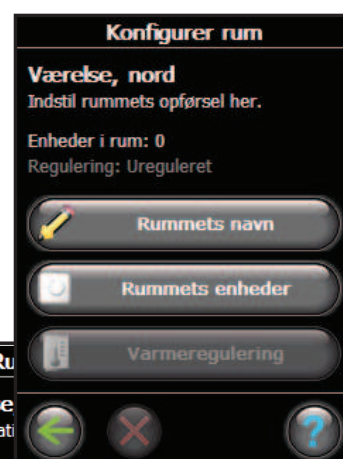 Konfigurer rum
Værelse, nord
Indstil rummets opførsel her.
Enheder i rum: 0
Regulering: Ureguleret
Rummets navn
Rummets enheder
Varmeregulering
?